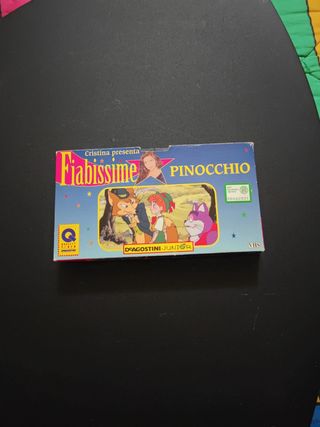 Cristina presenta
Fiabissime
PINOCCHIO
Q
DEAGOSTINI JUNIOR
VHS